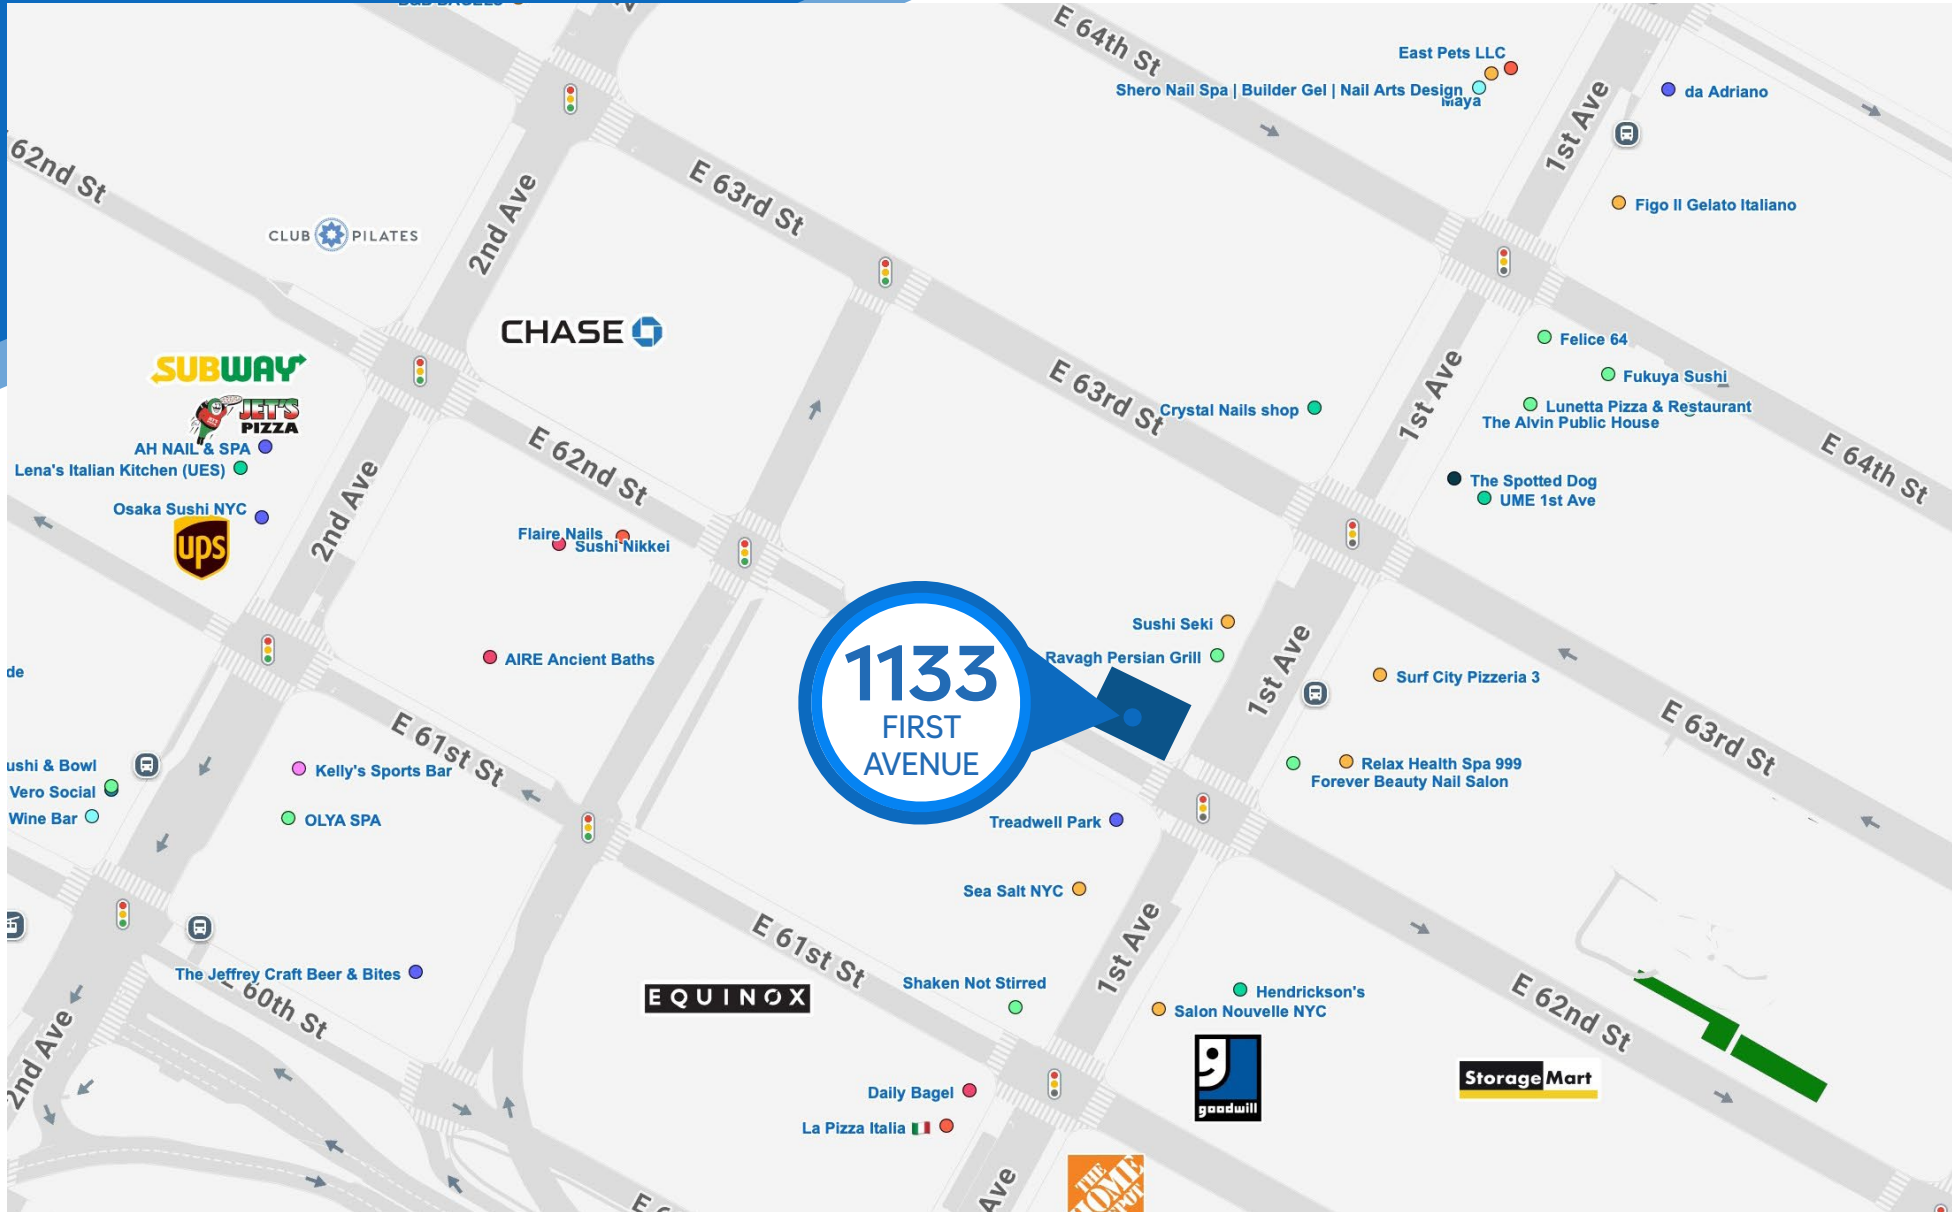 B&B BAGELS
E 64th St
East Pets LLC
Shero Nail Spa | Builder Gel | Nail Arts Design
Maya
1st Ave
da Adriano
62nd St
E 63rd St
2nd Ave
Figo Il Gelato Italiano
CLUB PILATES
CHASE
SUBWAY
JET'S
PIZZA
AH NAIL & SPA
Lena's Italian Kitchen (UES)
Osaka Sushi NYC
ups
2nd Ave
E 62nd St
Flaire Nails
Sushi Nikkei
E 63rd St
Crystal Nails shop
1st Ave
Felice 64
Fukuya Sushi
Lunetta Pizza & Restaurant
The Alvin Public House
E 64th St
The Spotted Dog
UME 1st Ave
AIRE Ancient Baths
de
1133
FIRST
AVENUE
Sushi Seki
Ravagh Persian Grill
1st Ave
Surf City Pizzeria 3
E 63rd St
E 61st St
ushi & Bowl
Vero Social
Wine Bar
Kelly's Sports Bar
OLYA SPA
Relax Health Spa 999
Forever Beauty Nail Salon
Treadwell Park
Sea Salt NYC
1st Ave
E 61st St
The Jeffrey Craft Beer & Bites
E 60th St
2nd Ave
EQUINOX
Shaken Not Stirred
Hendrickson's
Salon Nouvelle NYC
goodwill
E 62nd St
Storage Mart
Daily Bagel
La Pizza Italia
THE
HOME
DEPOT
Ave